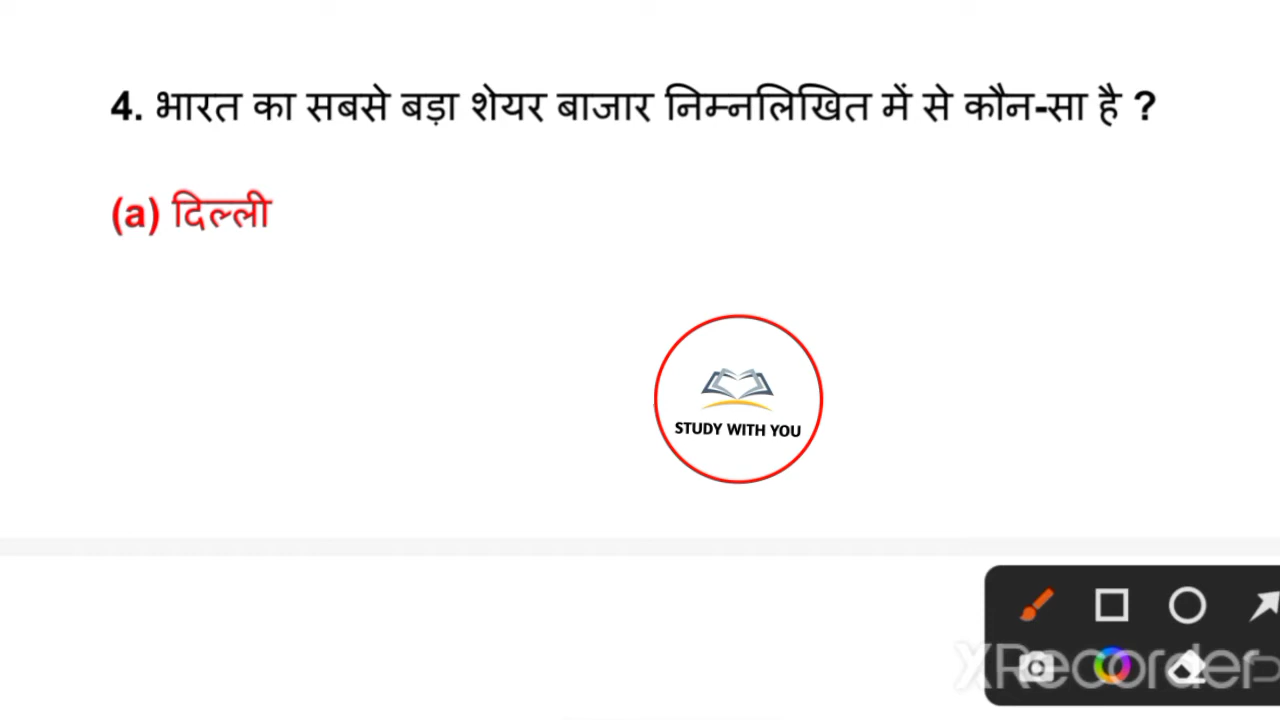 4. भारत का सबसे बड़ा शेयर बाजार निम्नलिखित में से कौन-सा है ?
(a) दिल्ली
STUDY WITH YOU
XRecorder